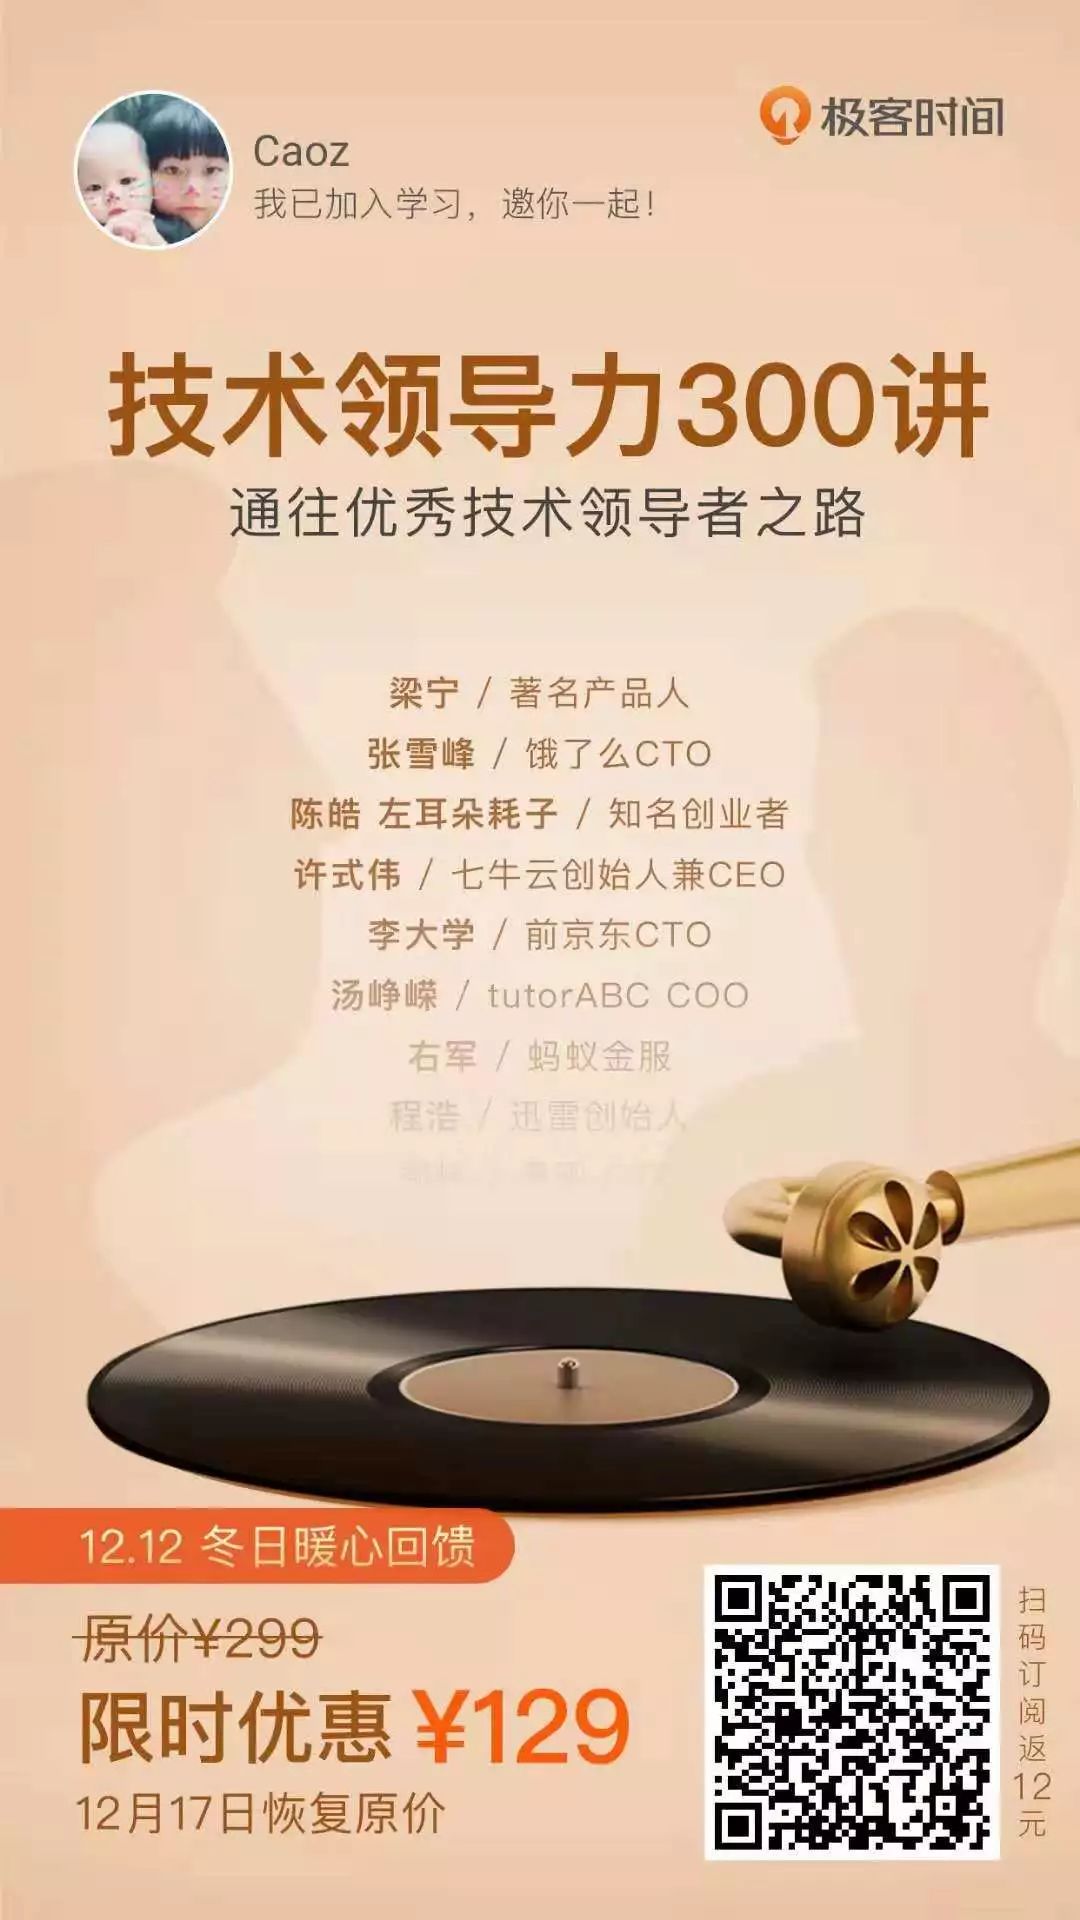 极客时间
Caoz
我已加入学习，邀你一起！
技术领导力300讲
通往优秀技术领导者之路
梁宁 / 著名产品人
张雪峰 / 饿了么CTO
陈皓 左耳朵耗子 / 知名创业者
许式伟 / 七牛云创始人兼CEO
李大学 / 前京东CTO
汤峥嵘 / tutorABC COO
右军 / 蚂蚁金服
程浩 / 迅雷创始人
12.12 冬日暖心回馈
原价¥299
限时优惠 ¥129
12月17日恢复原价
扫码订阅返12元